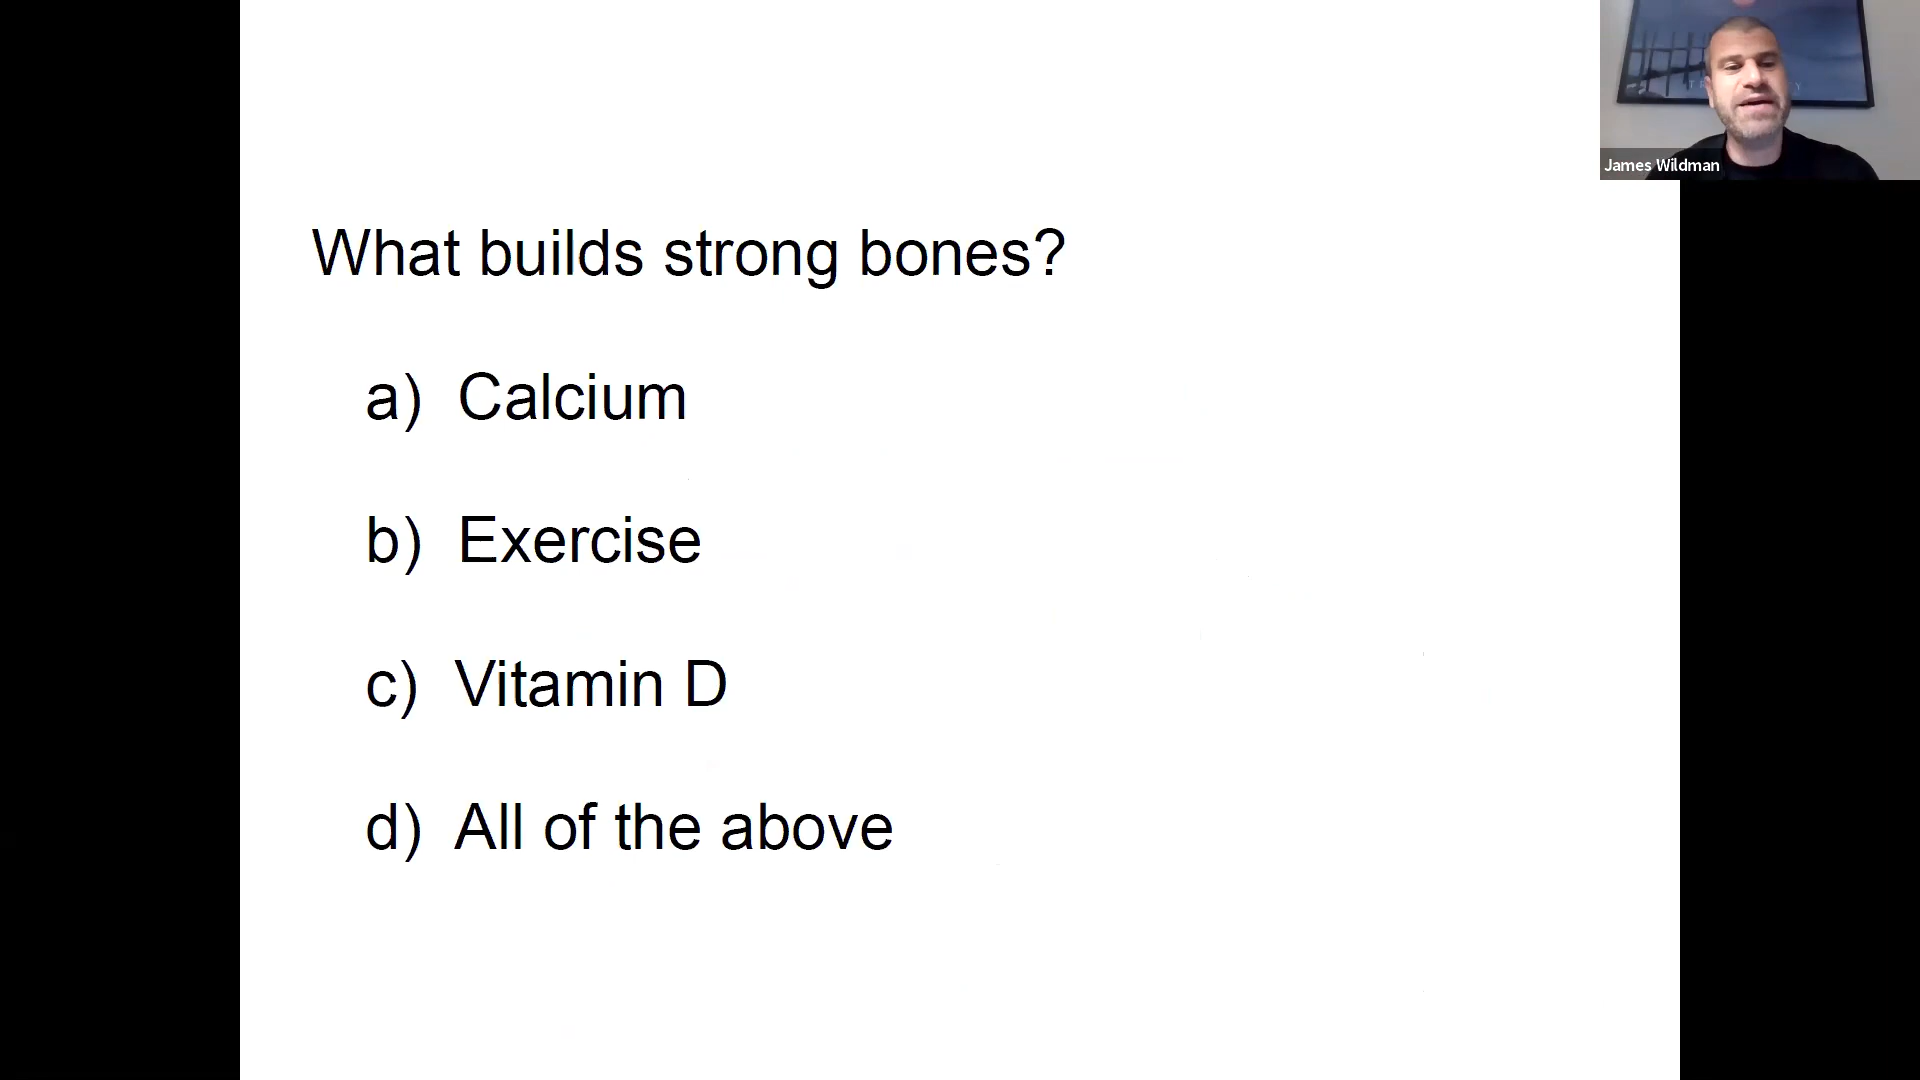 James Wildman
What builds strong bones?
a) Calcium
b) Exercise
c) Vitamin D
d) All of the above